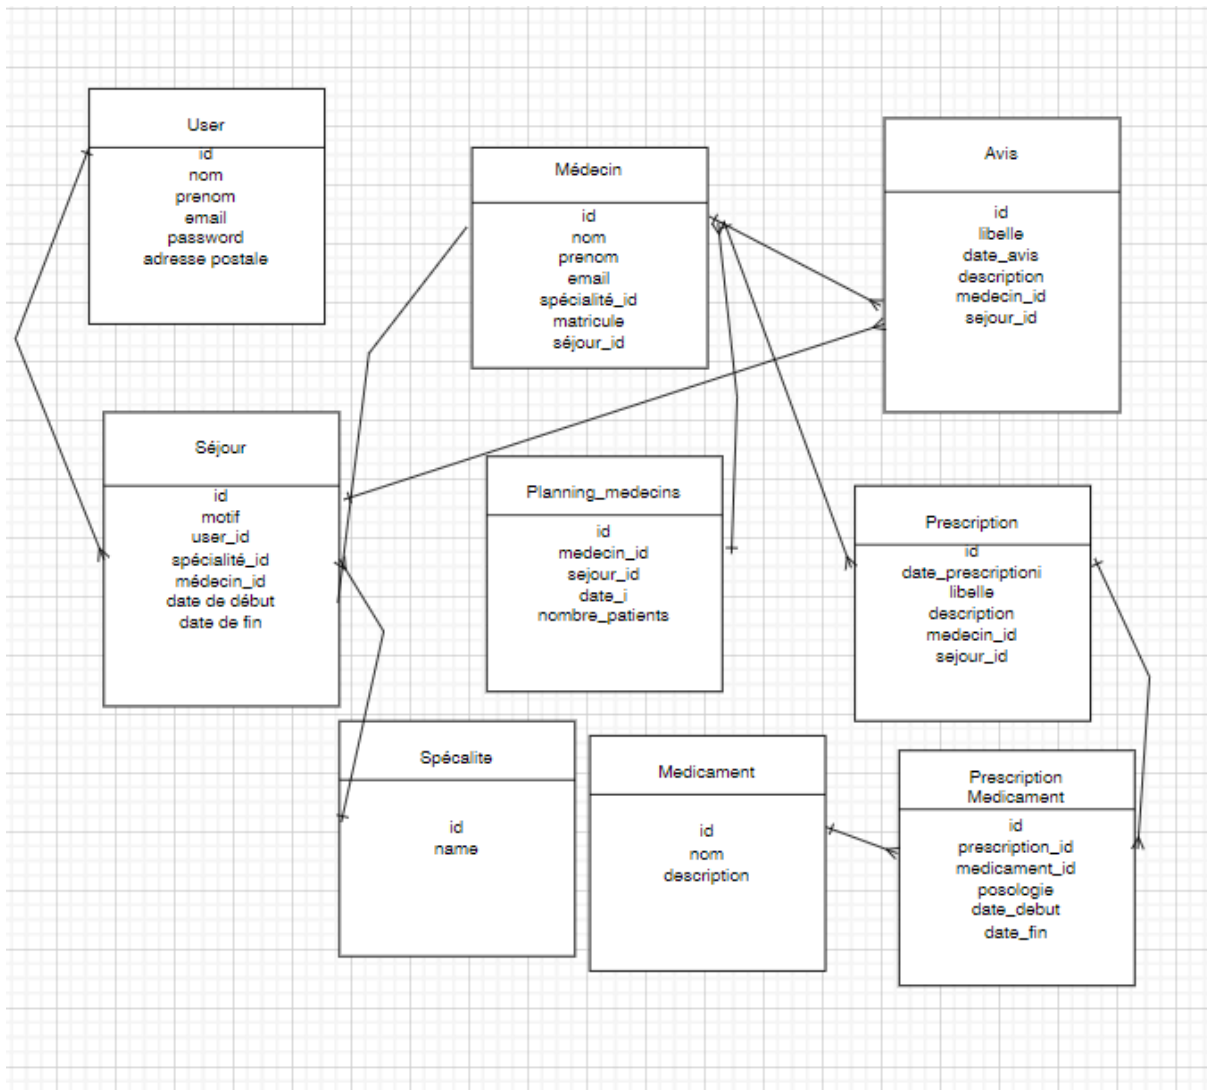 User
id
nom
prenom
email
password
adresse postale
Médecin
id
nom
prenom
email
spécialité_id
matricule
séjour_id
Avis
id
libelle
date_avis
description
medecin_id
sejour_id
Séjour
id
motif
user_id
spécialité_id
médecin_id
date de début
date de fin
Planning_medecins
id
medecin_id
sejour_id
date_i
nombre_patients
Prescription
id
date_prescriptioni
libelle
description
medecin_id
sejour_id
Spécalite
id
name
Medicament
id
nom
description
Prescription
Medicament
id
prescription_id
medicament_id
posologie
date_debut
date_fin